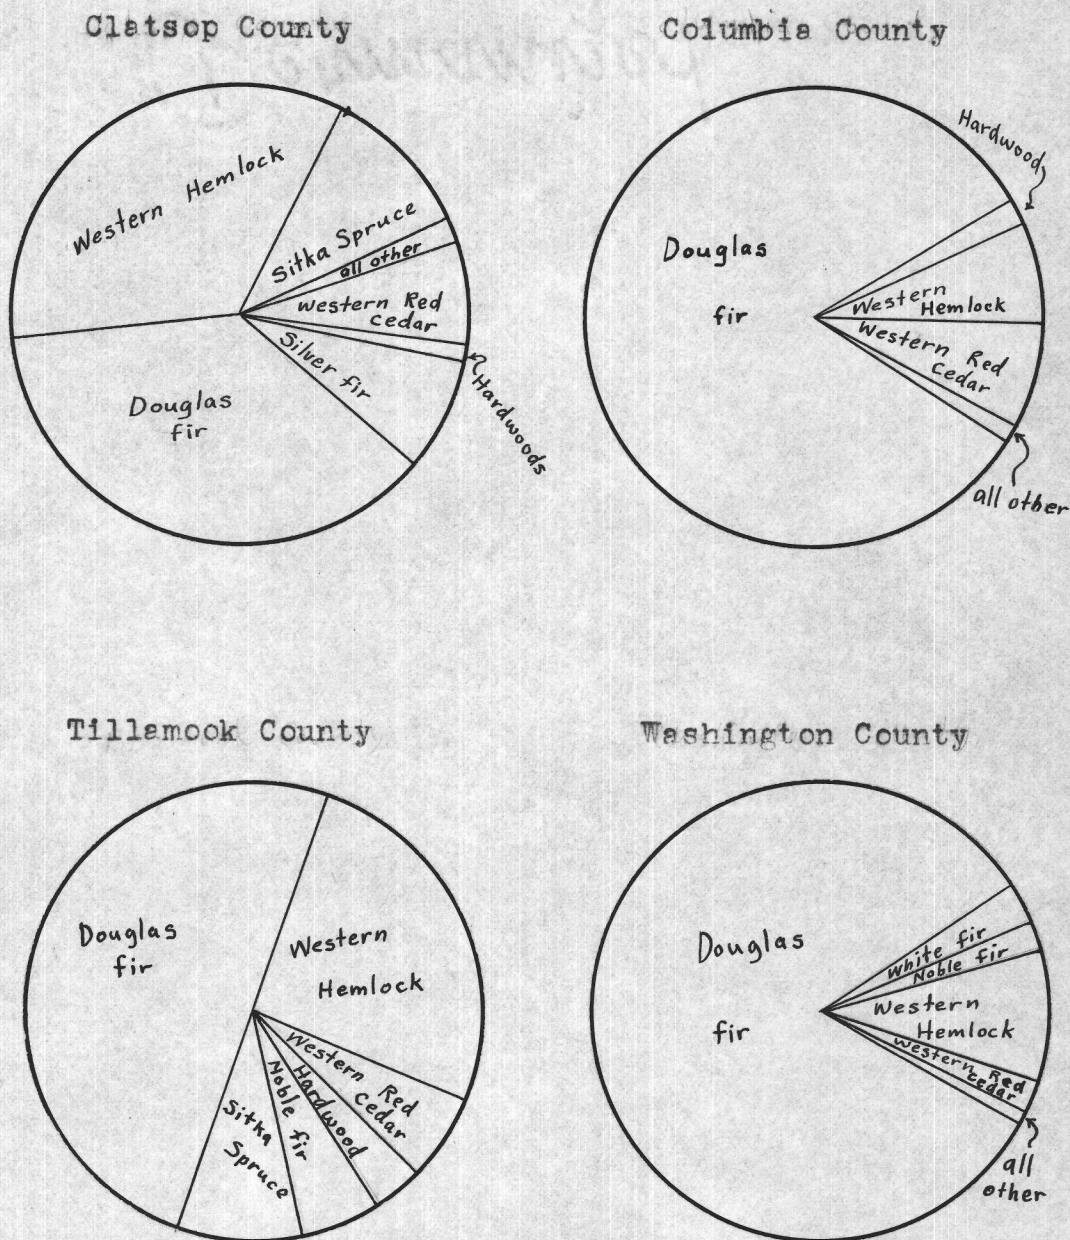 Clatsop County
Western Hemlock
Sitka Spruce
all other
Western Red
Cedar
Silver fir
Hardwoods
Douglas
fir
Columbia County
Hardwood
Douglas
fir
Western
Hemlock
Western Red
Cedar
all other
Tillamook County
Douglas
fir
Western
Hemlock
Western Red
Cedar
Hardwood
Noble fir
Sitka
Spruce
Washington County
Douglas
fir
White fir
Noble fir
Western
Hemlock
Western Red
Cedar
all
other